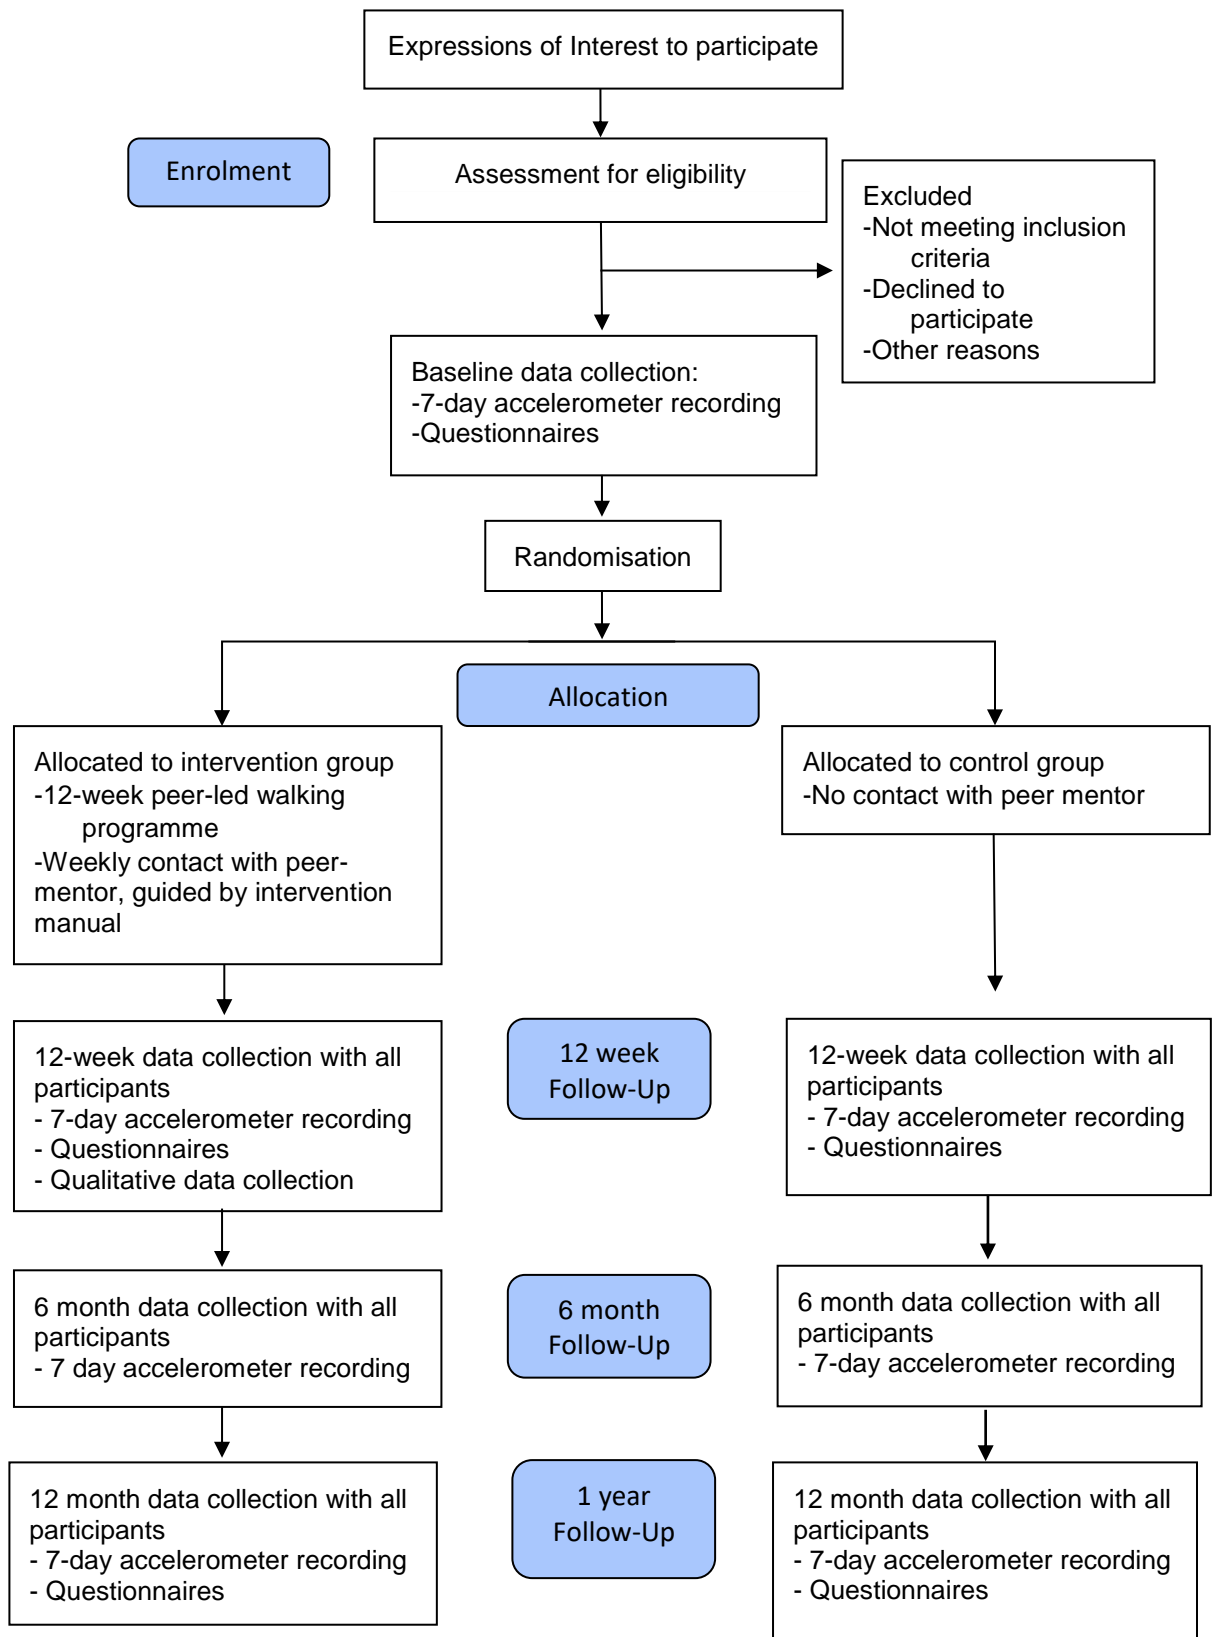 Expressions of Interest to participate
Enrolment
Assessment for eligibility
Excluded
-Not meeting inclusion
criteria
-Declined to
participate
-Other reasons
Baseline data collection:
-7-day accelerometer recording
-Questionnaires
Randomisation
Allocation
Allocated to intervention group
-12-week peer-led walking
programme
-Weekly contact with peer-
mentor, guided by intervention
manual
Allocated to control group
-No contact with peer mentor
12-week data collection with all
participants
- 7-day accelerometer recording
- Questionnaires
- Qualitative data collection
12 week
Follow-Up
12-week data collection with all
participants
- 7-day accelerometer recording
- Questionnaires
6 month data collection with all
participants
- 7 day accelerometer recording
6 month
Follow-Up
6 month data collection with all
participants
- 7-day accelerometer recording
12 month data collection with all
participants
- 7-day accelerometer recording
- Questionnaires
1 year
Follow-Up
12 month data collection with all
participants
- 7-day accelerometer recording
- Questionnaires